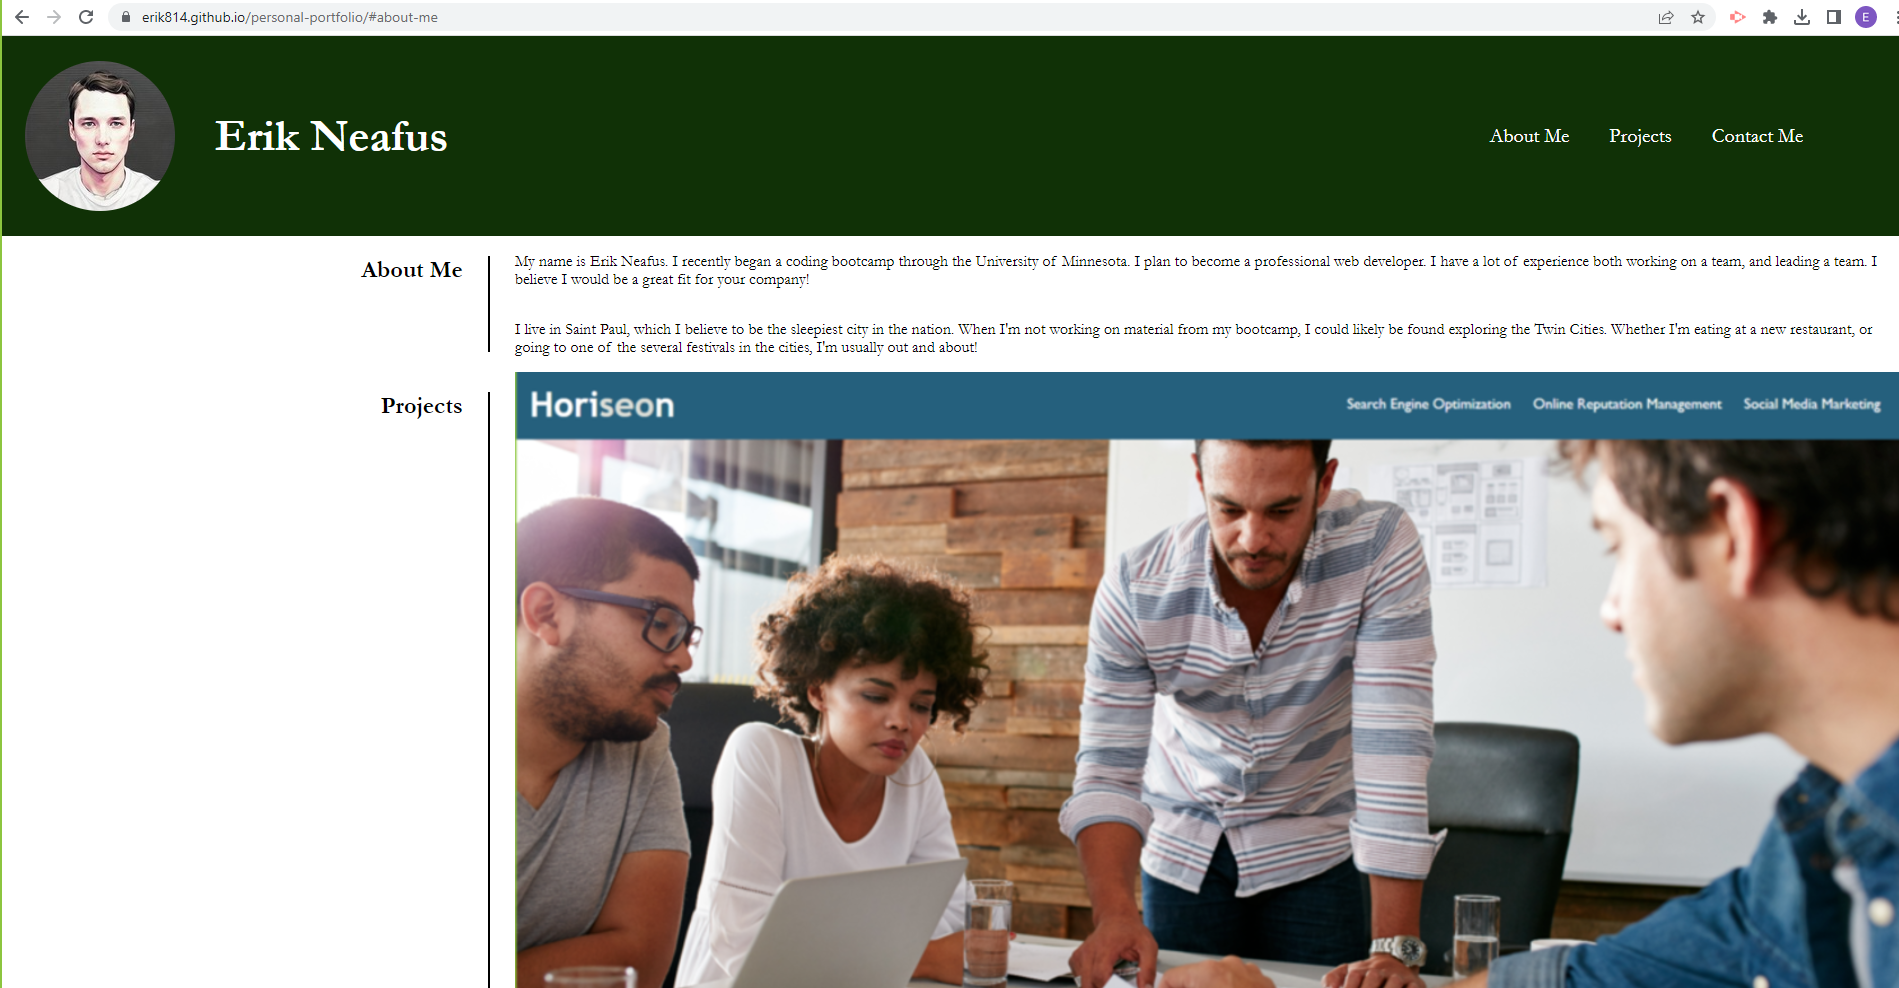 erik814.github.io/personal-portfolio/#about-me
E
Erik Neafus
About Me Projects Contact Me
About Me
My name is Erik Neafus. I recently began a coding bootcamp through the University of Minnesota. I plan to become a professional web developer. I have a lot of experience both working on a team, and leading a team. I
believe I would be a great fit for your company!
I live in Saint Paul, which I believe to be the sleepiest city in the nation. When I'm not working on material from my bootcamp, I could likely be found exploring the Twin Cities. Whether I'm eating at a new restaurant, or
going to one of the several festivals in the cities, I'm usually out and about!
Projects
Horiseon
Search Engine Optimization Online Reputation Management Social Media Marketing